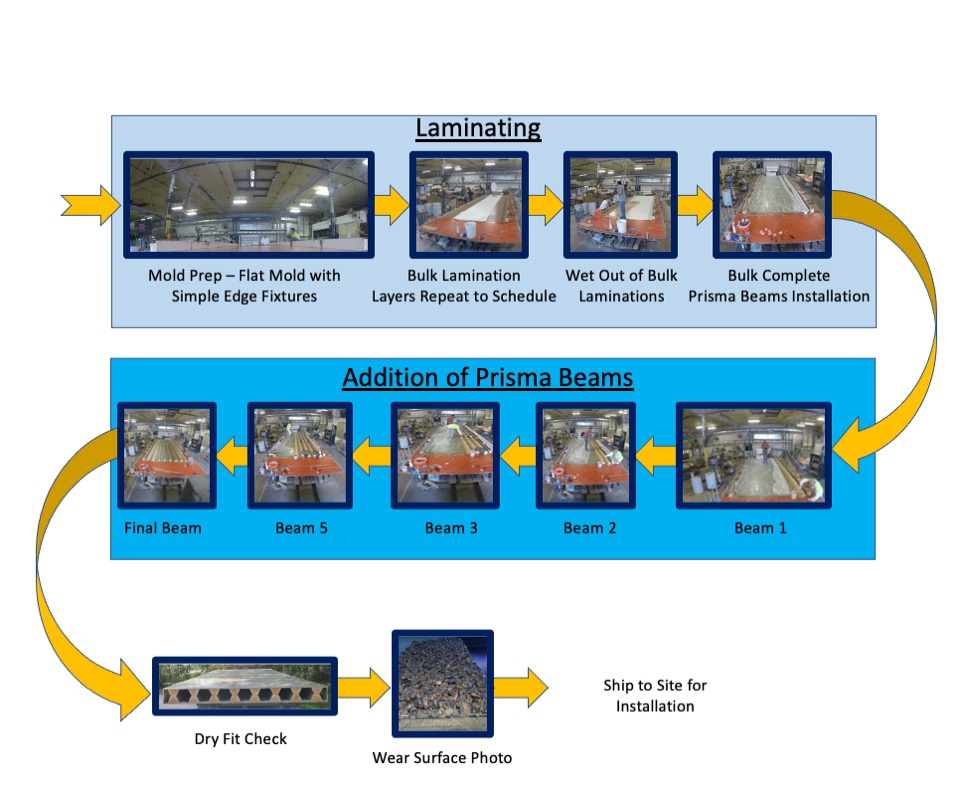 Laminating
Mold Prep – Flat Mold with
Simple Edge Fixtures
Bulk Lamination
Layers Repeat to Schedule
Wet Out of Bulk
Laminations
Bulk Complete
Prisma Beams Installation
Addition of Prisma Beams
Final Beam
Beam 5
Beam 3
Beam 2
Beam 1
Dry Fit Check
Wear Surface Photo
Ship to Site for
Installation